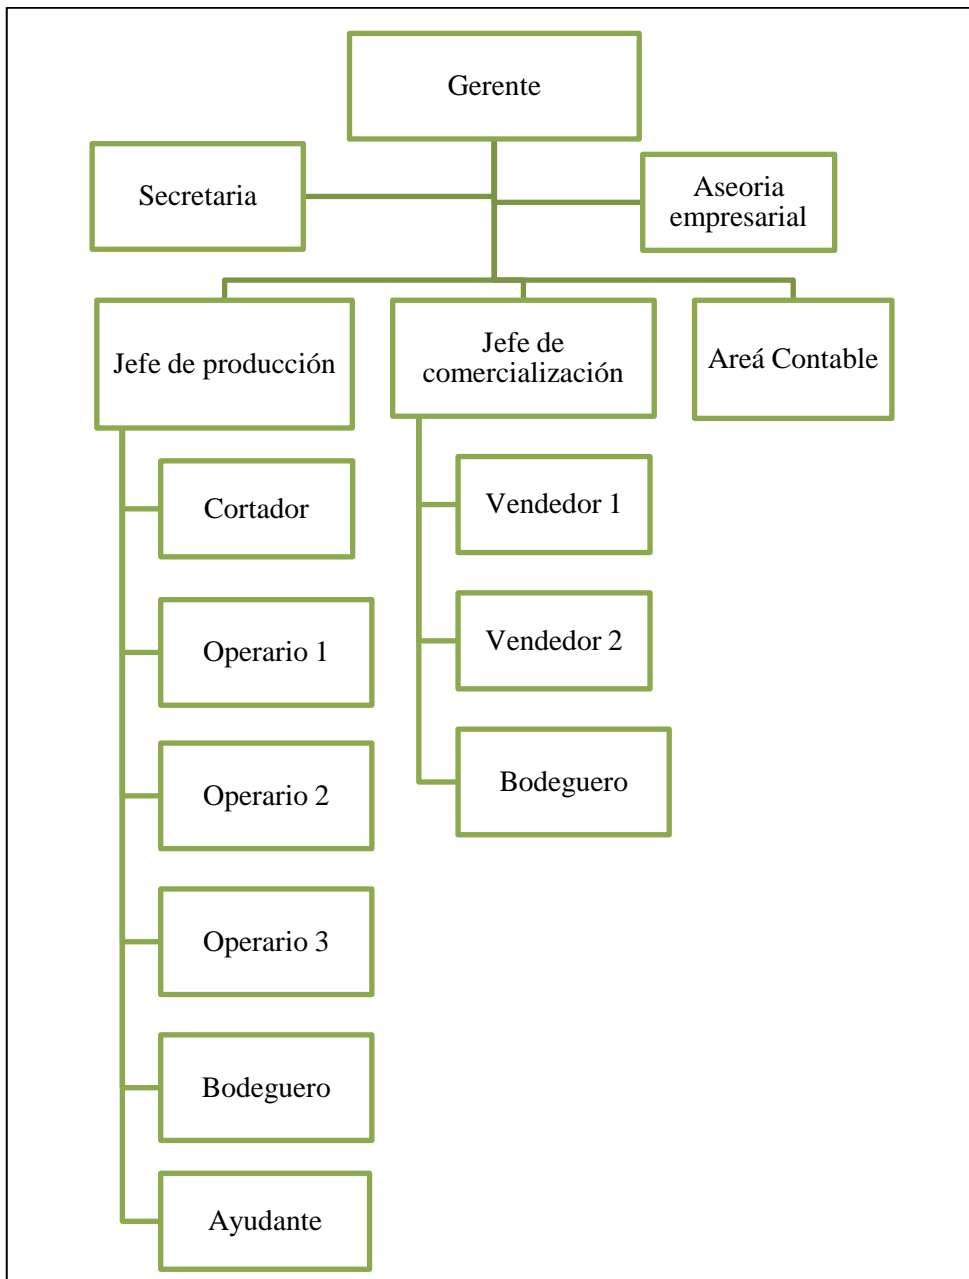 Gerente
Secretaria
Aseoria
empresarial
Jefe de producción
Jefe de
comercialización
Areá Contable
Cortador
Operario 1
Operario 2
Operario 3
Bodeguero
Ayudante
Vendedor 1
Vendedor 2
Bodeguero